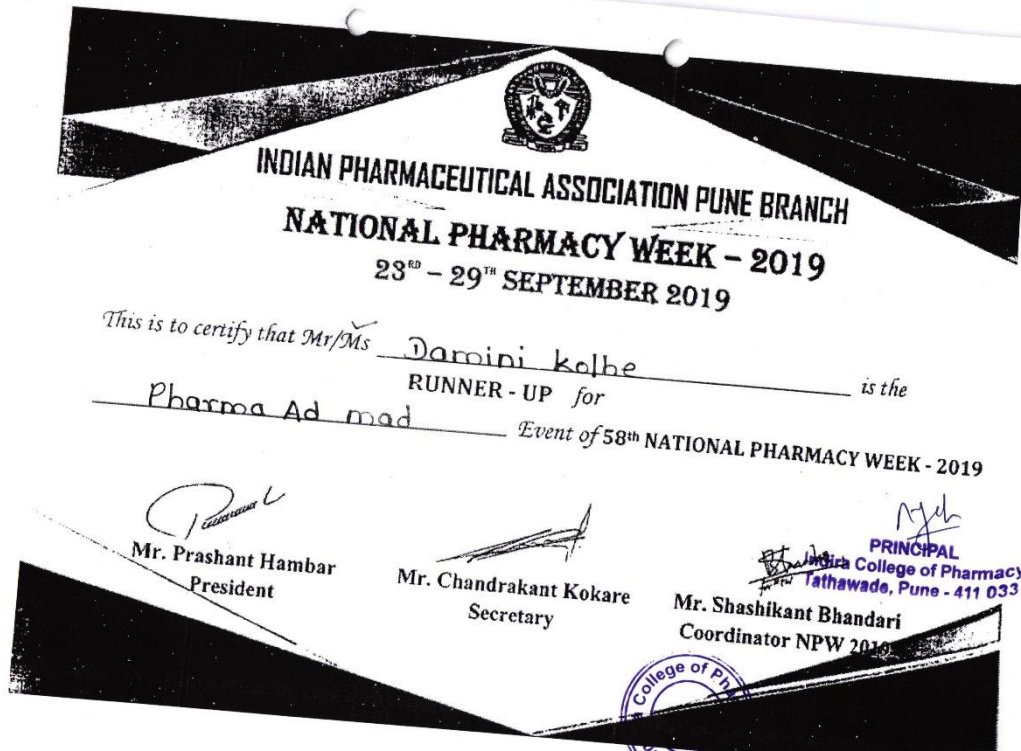 INDIAN PHARMACEUTICAL ASSOCIATION PUNE BRANCH
NATIONAL PHARMACY WEEK – 2019
23RD – 29TH SEPTEMBER 2019
This is to certify that Mr/Ms Damini Kolhe is the
RUNNER - UP for
Pharma Ad mad Event of 58th NATIONAL PHARMACY WEEK - 2019
Mr. Prashant Hambar
President
Mr. Chandrakant Kokare
Secretary
PRINCIPAL
Indira College of Pharmacy
Tathawade, Pune - 411 033
Mr. Shashikant Bhandari
Coordinator NPW 2019
College of